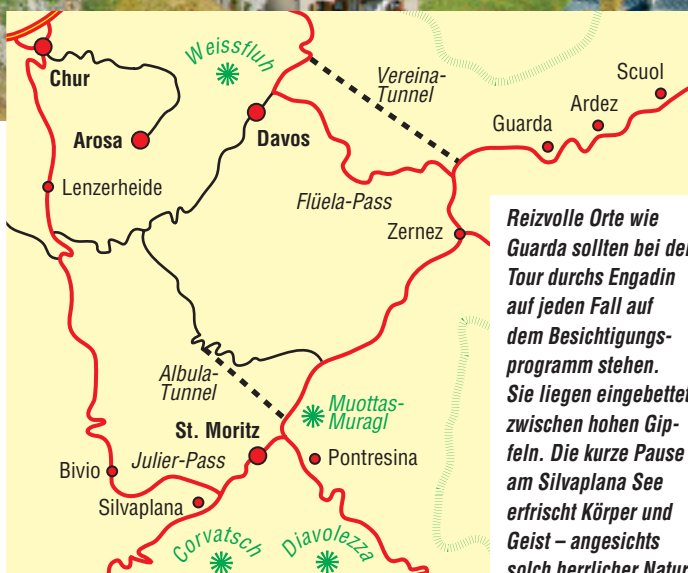 Weissfluh
Chur
Vereina-
Tunnel
Scuol
Ardez
Guarda
Arosa
Davos
Lenzerheide
Flüela-Pass
Zernez
Albula-
Tunnel
Muottas-
Muragl
St. Moritz
Pontresina
Bivio
Julier-Pass
Silvaplana
Corvatsch
Diavolezza
Reizvolle Orte wie
Guarda sollten bei der
Tour durchs Engadin
auf jeden Fall auf
dem Besichtigungs-
programm stehen.
Sie liegen eingebettet
zwischen hohen Gip-
feln. Die kurze Pause
am Silvaplana See
erfrischt Körper und
Geist – angesichts
solch herrlicher Natur